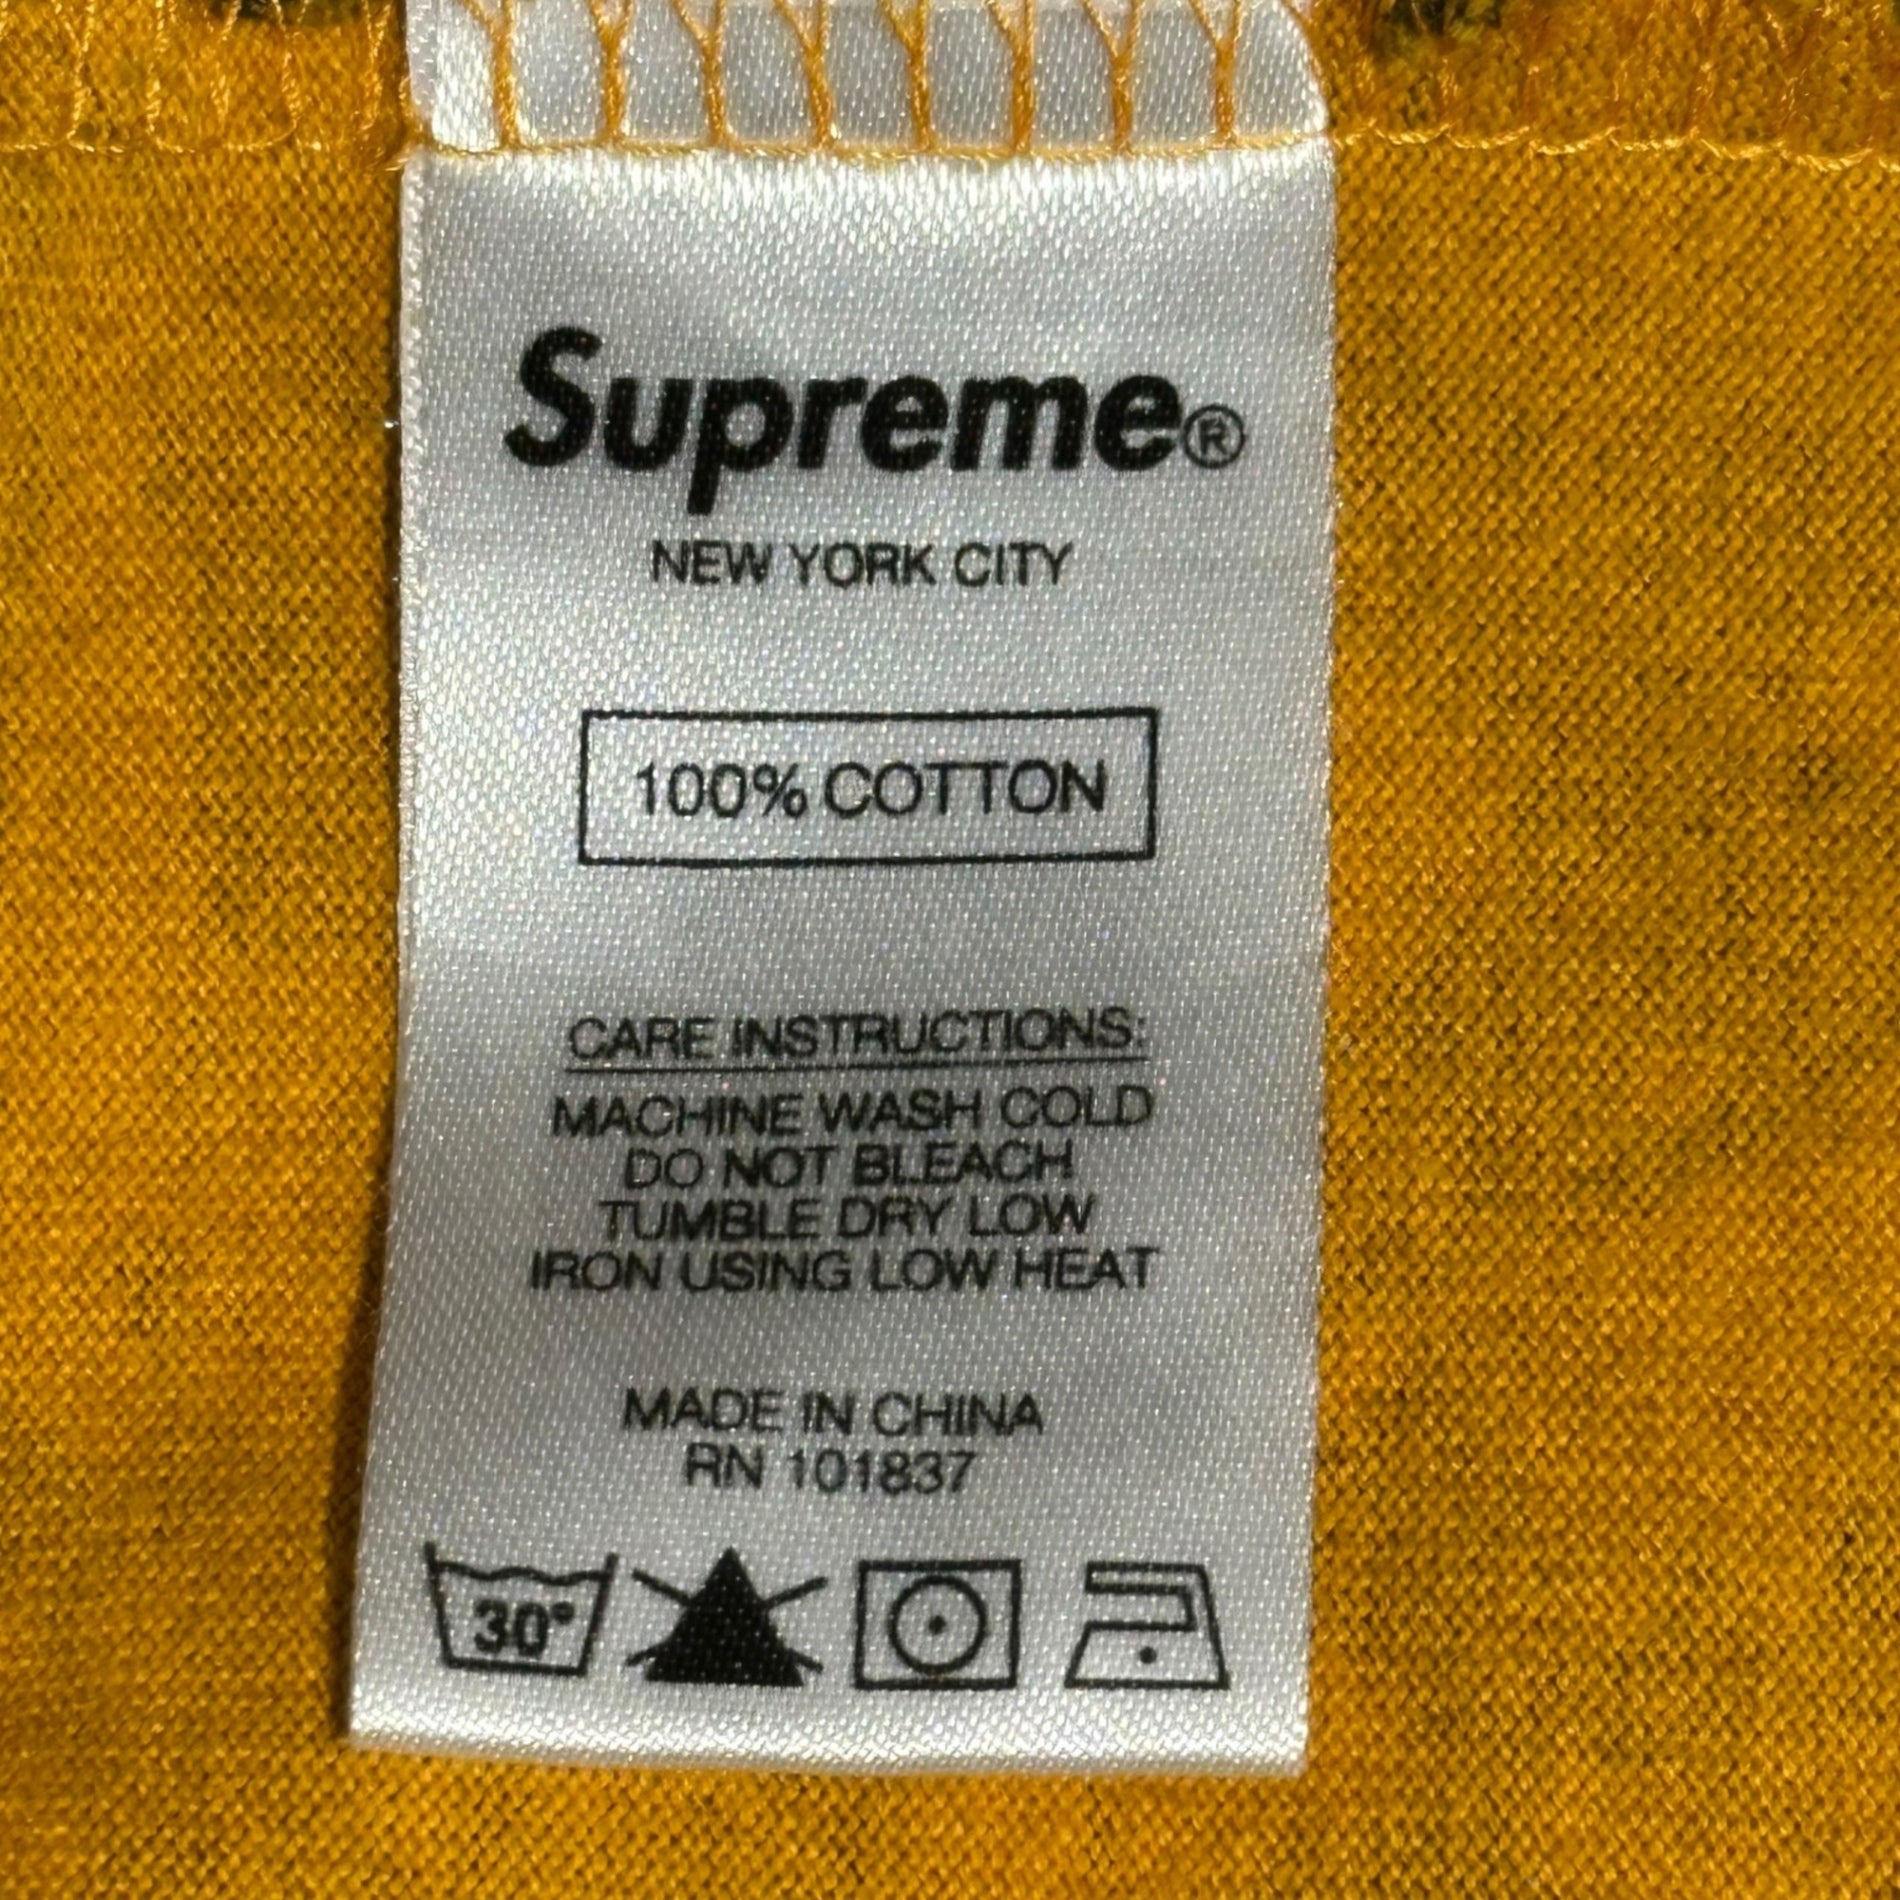 Supreme®
NEW YORK CITY
100% COTTON
CARE INSTRUCTIONS:
MACHINE WASH COLD
DO NOT BLEACH
TUMBLE DRY LOW
IRON USING LOW HEAT
MADE IN CHINA
RN 101837
30°